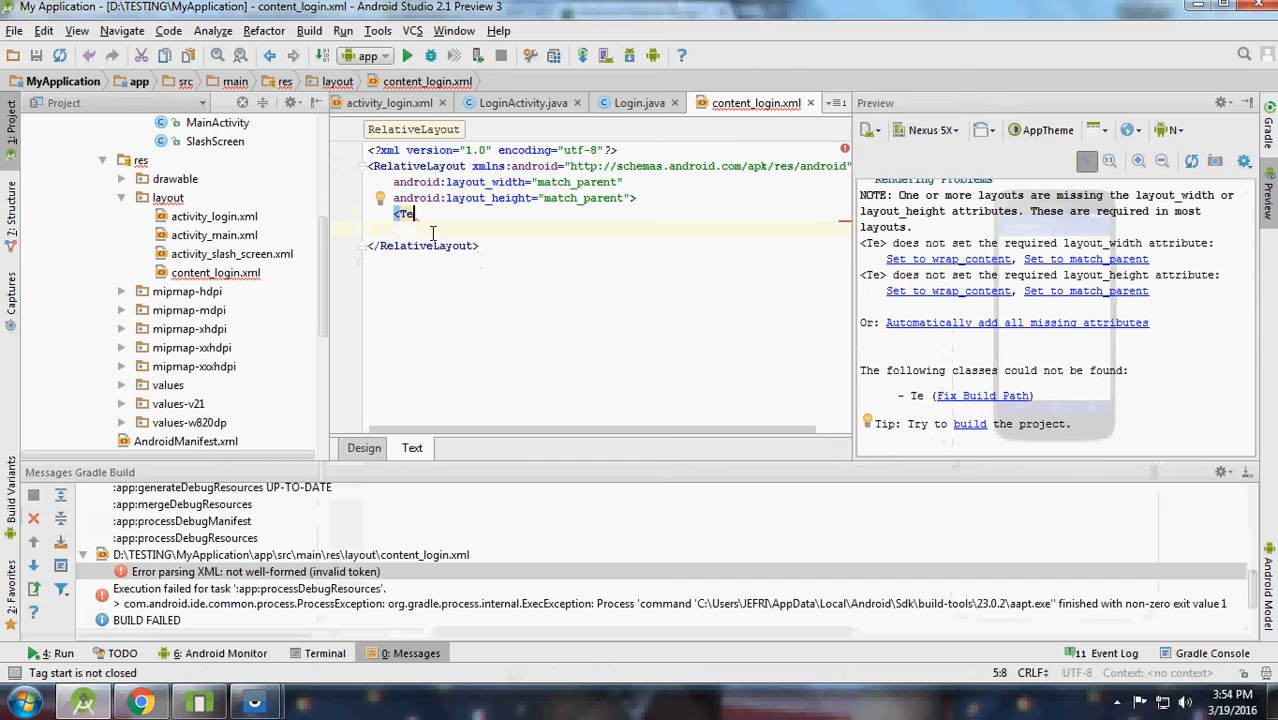 My Application - [D:\TESTING\MyApplication] - content_login.xml - Android Studio 2.1 Preview 3
File Edit View Navigate Code Analyze Refactor Build Run Tools VCS Window Help
app
MyApplication app src main res layout content_login.xml
Project
activity_login.xml LoginActivity.java Login.java content_login.xml
Preview
MainActivity
SlashScreen
res
drawable
layout
activity_login.xml
activity_main.xml
activity_slash_screen.xml
content_login.xml
mipmap-hdpi
mipmap-mdpi
mipmap-xhdpi
mipmap-xxhdpi
mipmap-xxxhdpi
values
values-v21
values-w820dp
AndroidManifest.xml
RelativeLayout
<?xml version="1.0" encoding="utf-8"?>
<RelativeLayout xmlns:android="http://schemas.android.com/apk/res/android"
android:layout_width="match_parent"
android:layout_height="match_parent">
<Te
</RelativeLayout>
Design Text
Nexus 5X AppTheme N
Rendering Problems
NOTE: One or more layouts are missing the layout_width or
layout_height attributes. These are required in most
layouts.
<Te> does not set the required layout_width attribute:
Set to wrap_content, Set to match_parent
<Te> does not set the required layout_height attribute:
Set to wrap_content, Set to match_parent
Or: Automatically add all missing attributes
The following classes could not be found:
- Te (Fix Build Path)
Tip: Try to build the project.
1: Project
7: Structure
Captures
Build Variants
2: Favorites
Gradle
Android Model
Messages Gradle Build
:app:generateDebugResources UP-TO-DATE
:app:mergeDebugResources
:app:processDebugManifest
:app:processDebugResources
D:\TESTING\MyApplication\app\src\main\res\layout\content_login.xml
Error parsing XML: not well-formed (invalid token)
Execution failed for task ':app:processDebugResources'.
> com.android.ide.common.process.ProcessException: org.gradle.process.internal.ExecException: Process 'command 'C:\Users\JEFRI\AppData\Local\Android\Sdk\build-tools\23.0.2\aapt.exe'' finished with non-zero exit value 1
BUILD FAILED
4: Run TODO 6: Android Monitor Terminal 0: Messages 11 Event Log Gradle Console
Tag start is not closed 5:8 CRLF UTF-8 Context: <no context>
3:54 PM
3/19/2016